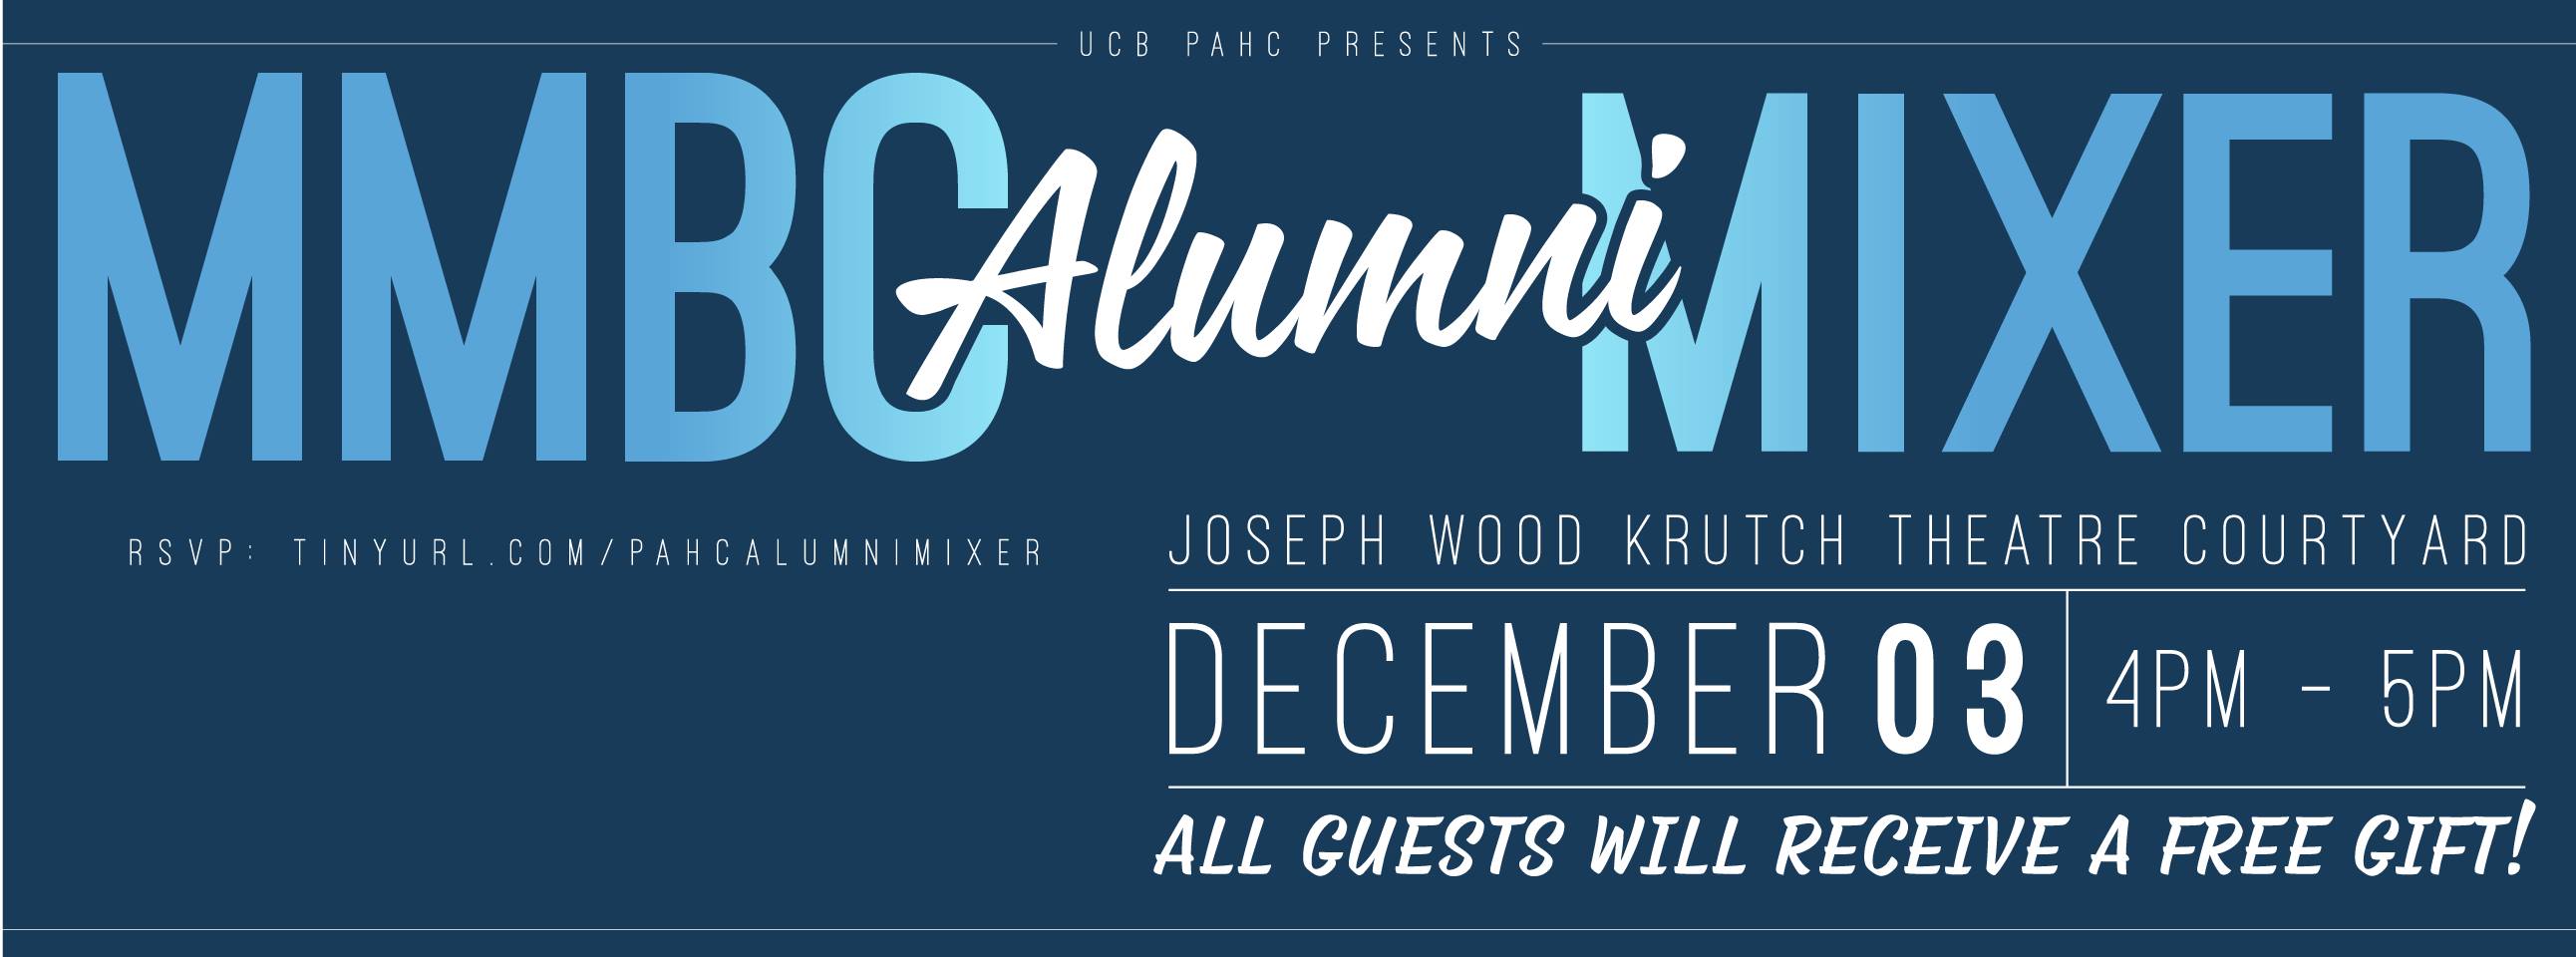 UCB PAHC PRESENTS
MMBC Alumni MIXER
RSVP: TINYURL.COM/PAHCALUMNIMIXER
JOSEPH WOOD KRUTCH THEATRE COURTYARD
DECEMBER 03
4PM - 5PM
ALL GUESTS WILL RECEIVE A FREE GIFT!